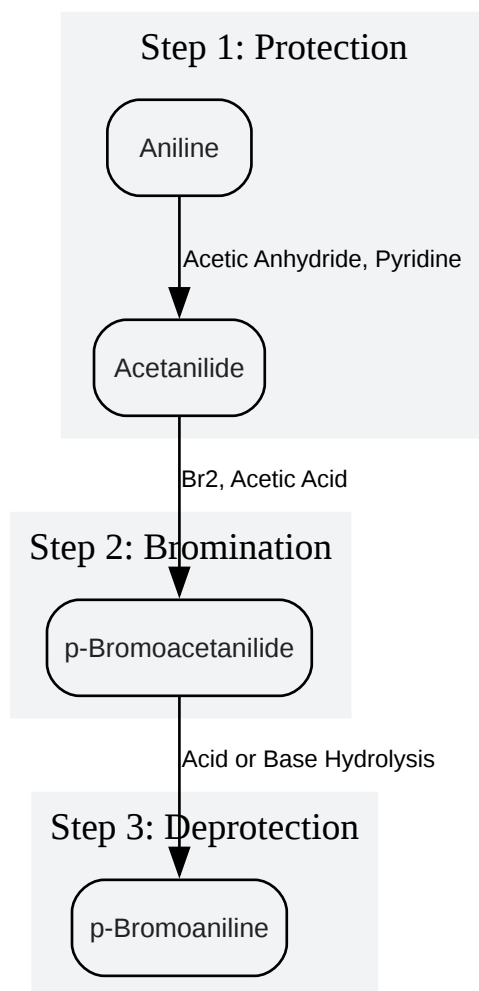 Step 1: Protection
Aniline
Acetic Anhydride, Pyridine
Acetanilide
Br2, Acetic Acid
Step 2: Bromination
p-Bromoacetanilide
Acid or Base Hydrolysis
Step 3: Deprotection
p-Bromoaniline